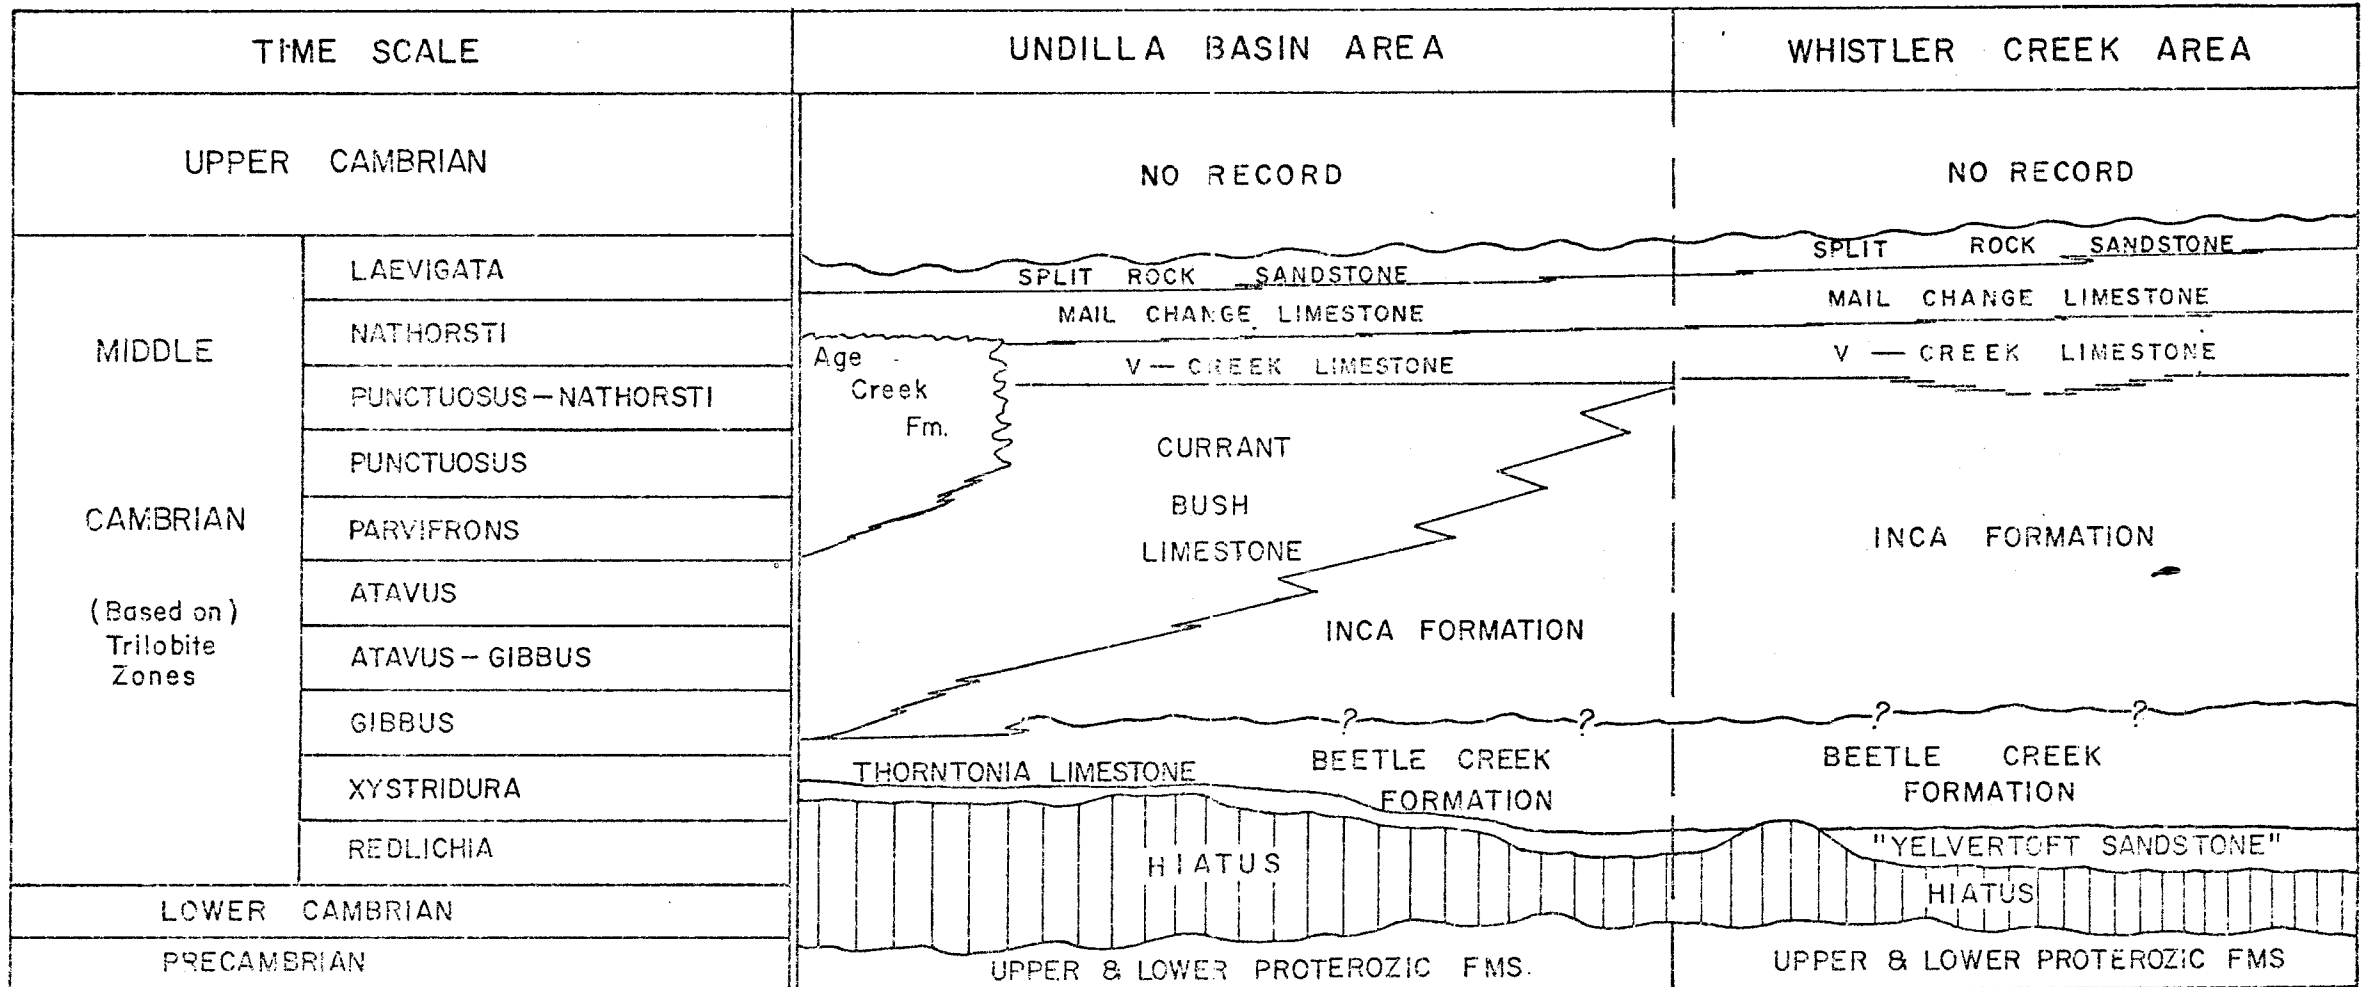 TIME SCALE
UNDILLA BASIN AREA
WHISTLER CREEK AREA
UPPER CAMBRIAN
NO RECORD
NO RECORD
MIDDLE
CAMBRIAN
(Based on)
Trilobite
Zones
LAEVIGATA
NATHORSTI
PUNCTUOSUS-NATHORSTI
PUNCTUOSUS
PARVIFRONS
ATAVUS
ATAVUS-GIBBUS
GIBBUS
XYSTRIDURA
REDLICHIA
LOWER CAMBRIAN
PRECAMBRIAN
SPLIT ROCK SANDSTONE
MAIL CHANGE LIMESTONE
Age
Creek
Fm.
V-CREEK LIMESTONE
CURRANT
BUSH
LIMESTONE
INCA FORMATION
? ?
THORNTONIA LIMESTONE
BEETLE CREEK
FORMATION
HIATUS
UPPER & LOWER PROTEROZIC FMS.
SPLIT ROCK SANDSTONE
MAIL CHANGE LIMESTONE
V-CREEK LIMESTONE
INCA FORMATION
? ?
BEETLE CREEK
FORMATION
"YELVERTOFT SANDSTONE"
HIATUS
UPPER & LOWER PROTEROZIC FMS